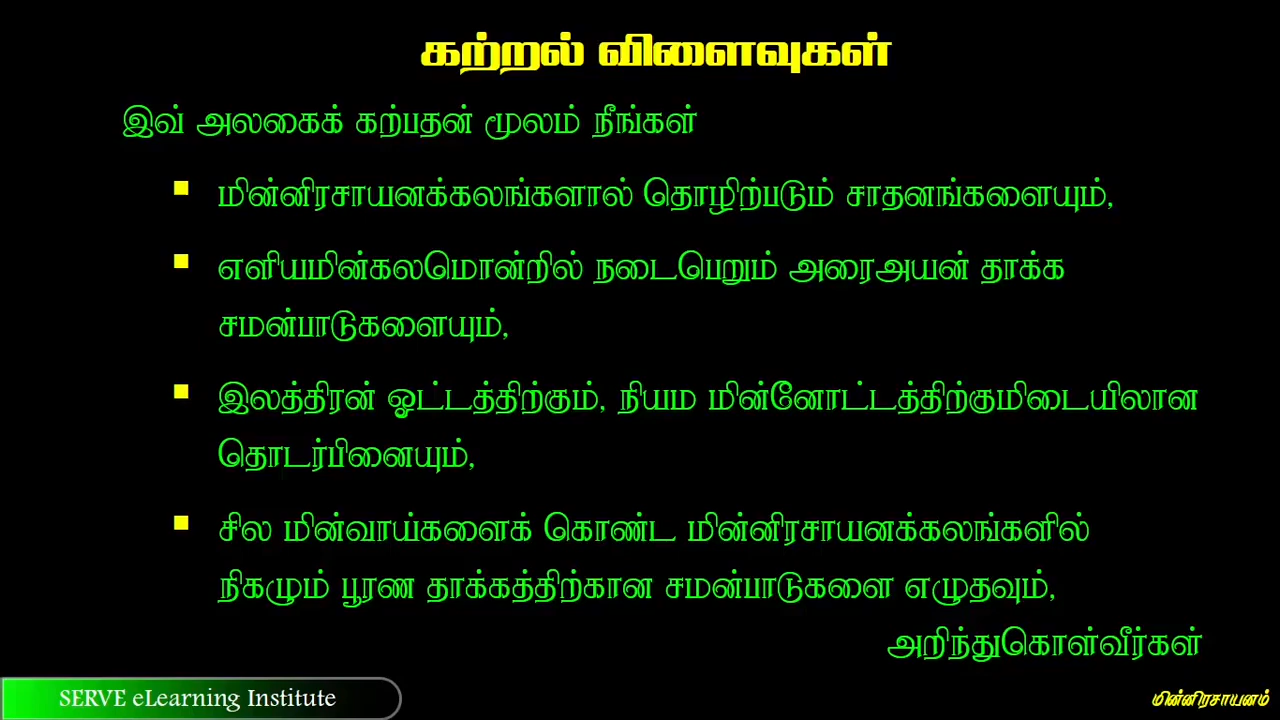 கற்றல் விளைவுகள்
இவ் அலகைக் கற்பதன் மூலம் நீங்கள்
மின்னிரசாயனக்கலங்களால் தொழிற்படும் சாதனங்களையும்,
எளியமின்கலமொன்றில் நடைபெறும் அரைஅயன் தாக்க
சமன்பாடுகளையும்,
இலத்திரன் ஓட்டத்திற்கும், நியம மின்னோட்டத்திற்குமிடையிலான
தொடர்பினையும்,
சில மின்வாய்களைக் கொண்ட மின்னிரசாயனக்கலங்களில்
நிகழும் பூரண தாக்கத்திற்கான சமன்பாடுகளை எழுதவும்,
அறிந்துகொள்வீர்கள்
SERVE eLearning Institute
மின்னிரசாயனம்